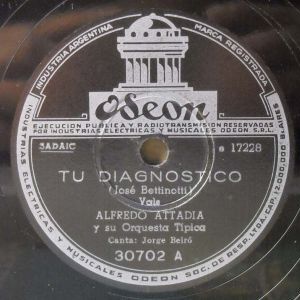 INDUSTRIA ARGENTINA
MARCA REGISTRADA
Odeon
EJECUCION PUBLICA Y RADIOTRANSMISION RESERVADAS
POR INDUSTRIAS ELECTRICAS Y MUSICALES ODEON S.R.L.
SADAIC
e 17228
TU DIAGNOSTICO
(José Bettinotti)
Vals
ALFREDO ATTADIA
y su Orquesta Típica
Canta: Jorge Beiró
30702 A
INDUSTRIAS ELECTRICAS Y MUSICALES ODEON SOC. DE RESP. LTDA. CAP. 12.000.000